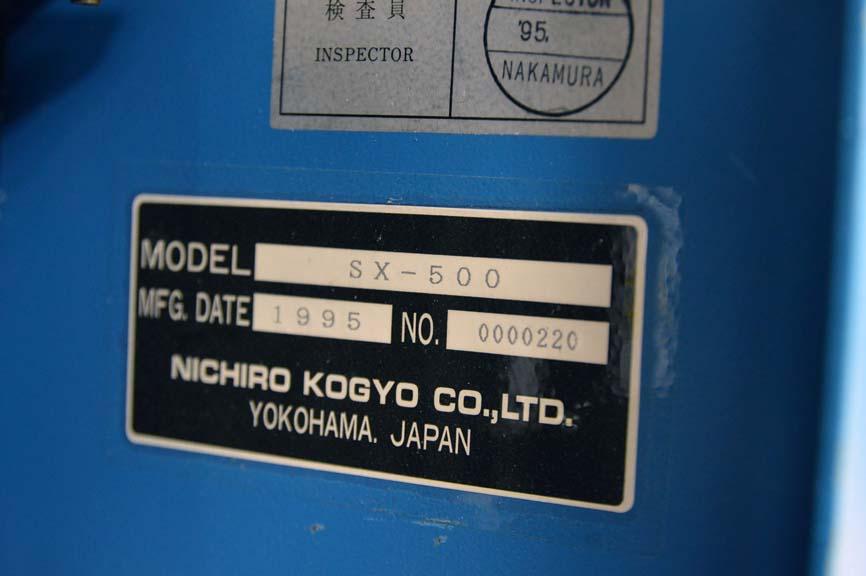 検査員
INSPECTOR
INSPECTOR
'95.
NAKAMURA
MODEL SX-500
MFG. DATE 1995 NO. 0000220
NICHIRO KOGYO CO.,LTD.
YOKOHAMA. JAPAN